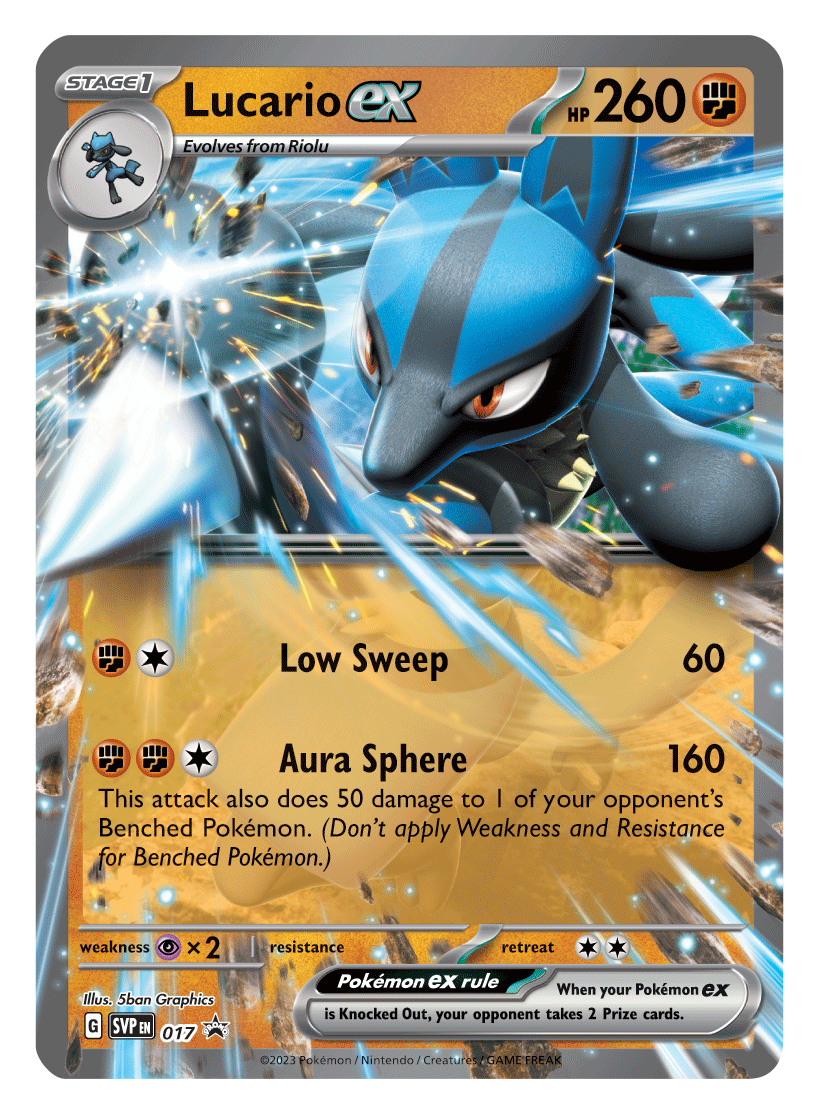 STAGE1
Lucario ex
HP 260
Evolves from Riolu
Low Sweep 60
Aura Sphere 160
This attack also does 50 damage to 1 of your opponent’s
Benched Pokémon. (Don’t apply Weakness and Resistance
for Benched Pokémon.)
weakness ×2 resistance retreat
Pokémon ex rule When your Pokémon ex
is Knocked Out, your opponent takes 2 Prize cards.
Illus. 5ban Graphics
G SVP EN 017 PROMO
©2023 Pokémon / Nintendo / Creatures / GAME FREAK